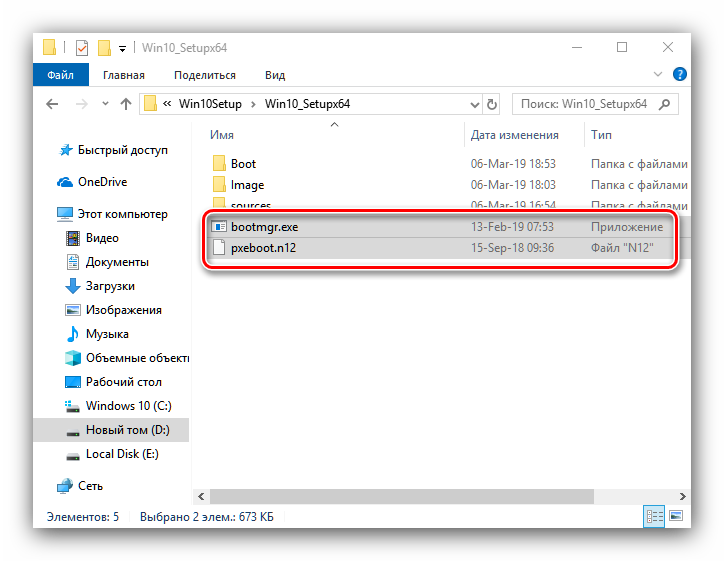 Win10_Setupx64
Файл Главная Поделиться Вид
« Win10Setup › Win10_Setupx64 Поиск: Win10_Setupx64
Имя Дата изменения Тип
Быстрый доступ
OneDrive
Этот компьютер
Видео
Документы
Загрузки
Изображения
Музыка
Объемные объекты
Рабочий стол
Windows 10 (C:)
Новый том (D:)
Local Disk (E:)
Сеть
Boot 06-Mar-19 18:53 Папка с файлами
Image 06-Mar-19 18:03 Папка с файлами
sources 06-Mar-19 16:54 Папка с файлами
bootmgr.exe 13-Feb-19 07:53 Приложение
pxeboot.n12 15-Sep-18 09:36 Файл "N12"
Элементов: 5 Выбрано 2 элем.: 673 КБ